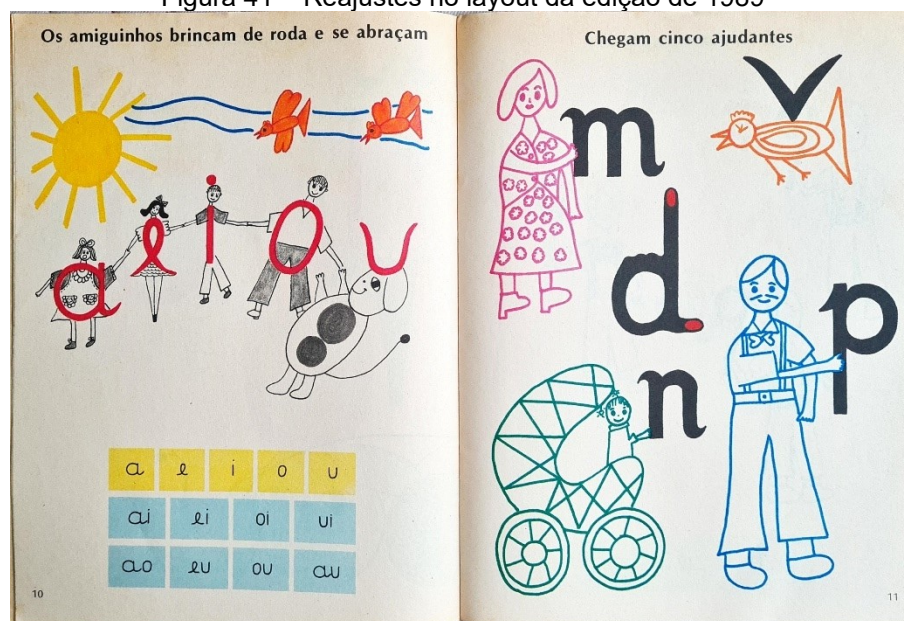 Figura 41 – Reajustes no layout da edição de 1989
Os amiguinhos brincam de roda e se abraçam
a e i o u
a e i o u
ai ei oi ui
ao eu ou au
10
Chegam cinco ajudantes
m v
d
n p
11